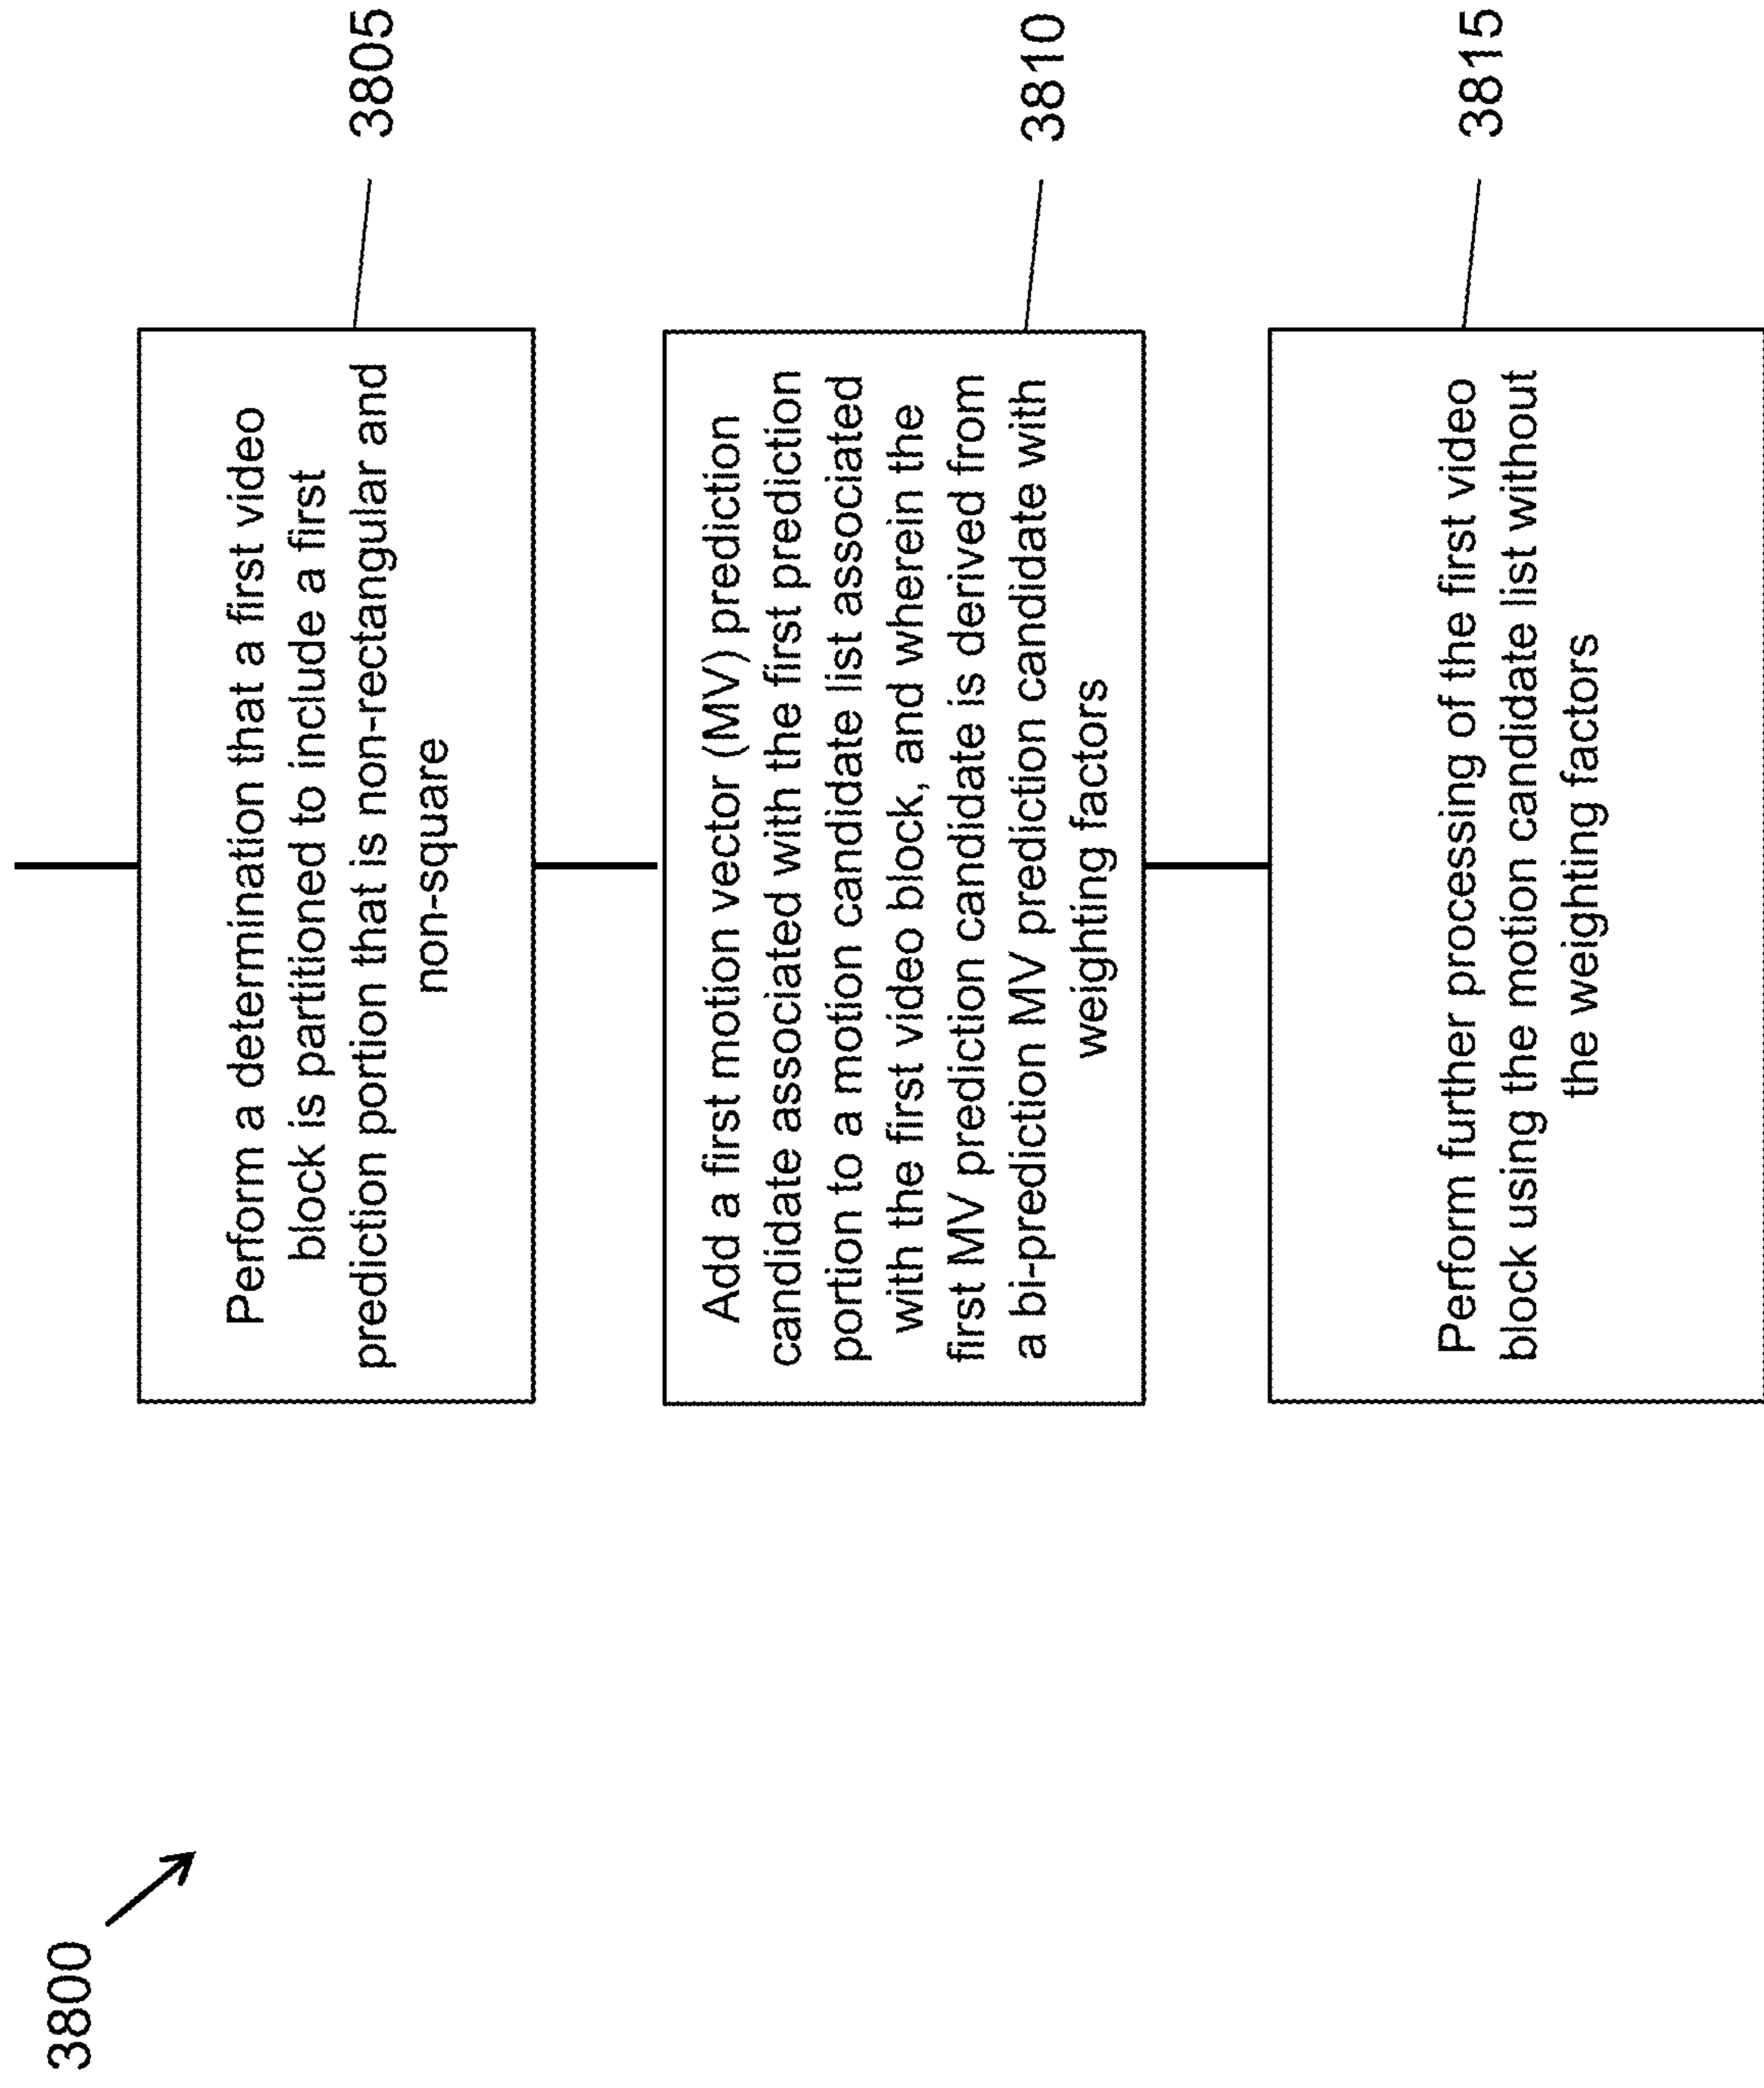 3800
Perform a determination that a first video
block is partitioned to include a first
prediction portion that is non-rectangular and
non-square
3805
Add a first motion vector (MV) prediction
candidate associated with the first prediction
portion to a motion candidate list associated
with the first video block, and wherein the
first MV prediction candidate is derived from
a bi-prediction MV prediction candidate with
weighting factors
3810
Perform further processing of the first video
block using the motion candidate list without
the weighting factors
3815